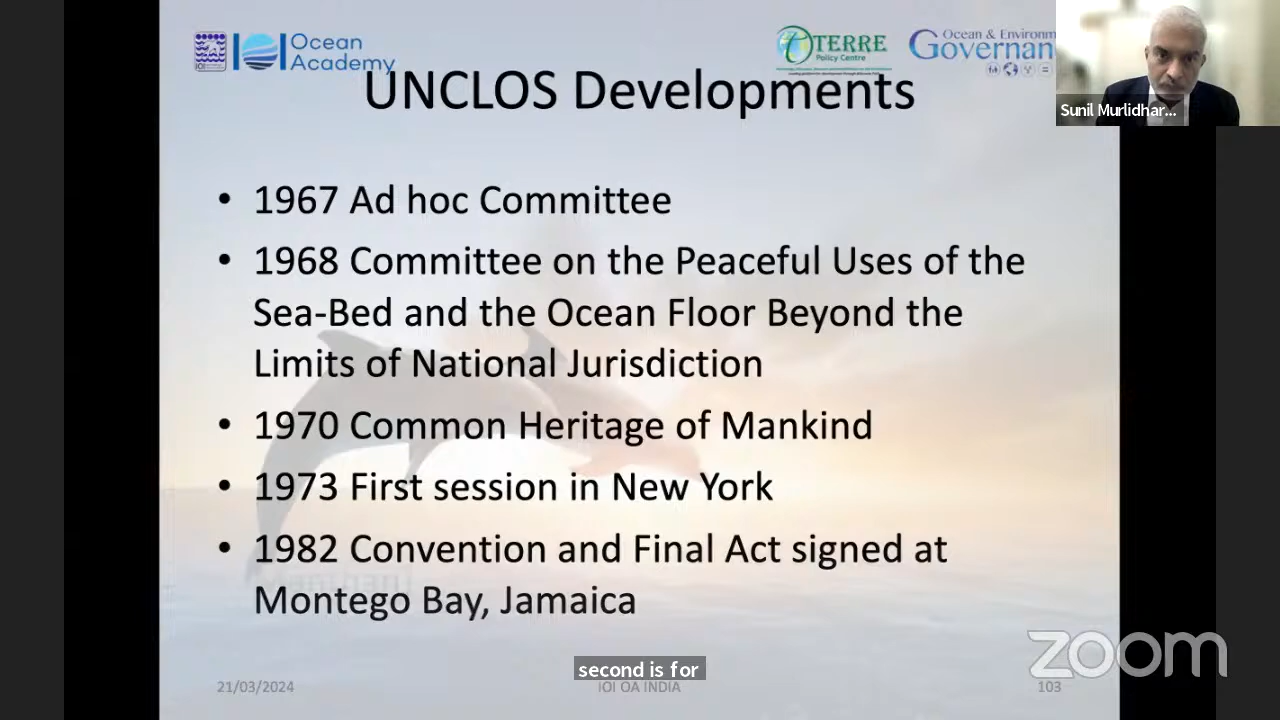 IOI
Ocean
Academy
TERRE
Policy Centre
Ocean & Environm
Governan
Sunil Murlidhar...
UNCLOS Developments
• 1967 Ad hoc Committee
• 1968 Committee on the Peaceful Uses of the
Sea-Bed and the Ocean Floor Beyond the
Limits of National Jurisdiction
• 1970 Common Heritage of Mankind
• 1973 First session in New York
• 1982 Convention and Final Act signed at
Montego Bay, Jamaica
zoom
second is for
21/03/2024
IOI OA INDIA
103